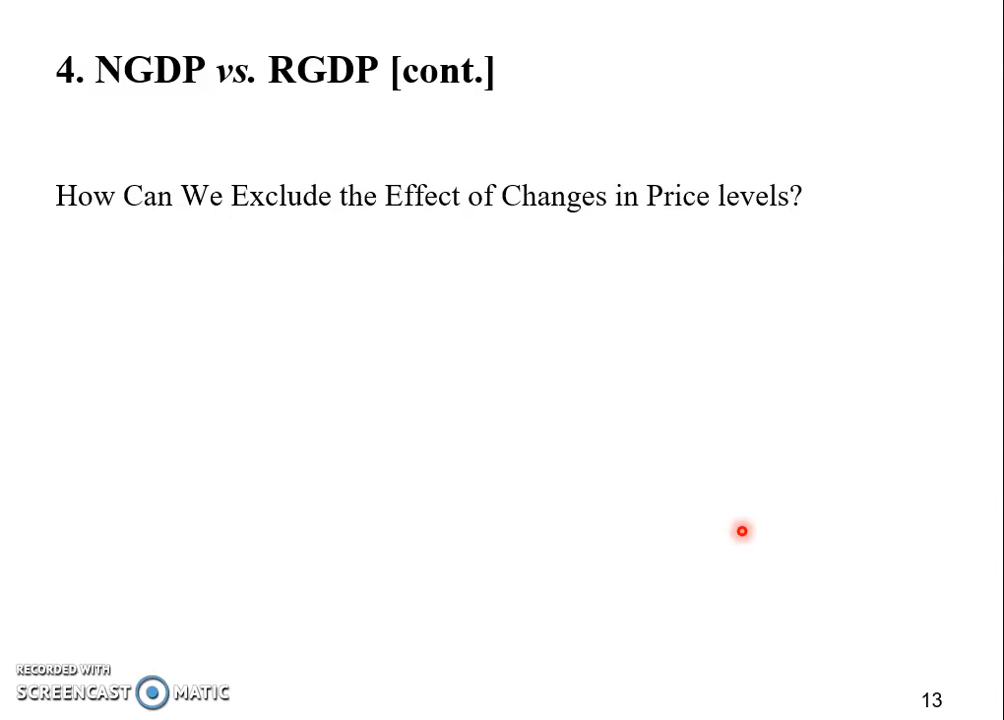 4. NGDP vs. RGDP [cont.]
How Can We Exclude the Effect of Changes in Price levels?
RECORDED WITH
SCREENCAST MATIC
13